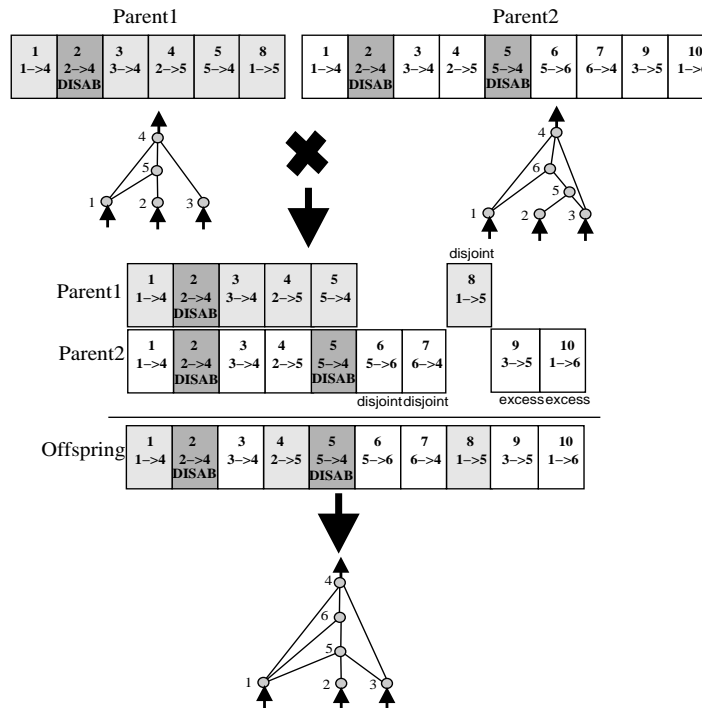 Parent1 Parent2
1 2 3 4 5 8
1->4 2->4 3->4 2->5 5->4 1->5
DISAB
1 2 3 4 5 6 7 9 10
1->4 2->4 3->4 2->5 5->4 5->6 6->4 3->5 1->6
DISAB DISAB
4
5
1 2 3
4
6
5
1 2 3
disjoint
Parent1
1 2 3 4 5 8
1->4 2->4 3->4 2->5 5->4 1->5
DISAB
Parent2
1 2 3 4 5 6 7 9 10
1->4 2->4 3->4 2->5 5->4 5->6 6->4 3->5 1->6
DISAB DISAB
disjoint disjoint excess excess
Offspring
1 2 3 4 5 6 7 8 9 10
1->4 2->4 3->4 2->5 5->4 5->6 6->4 1->5 3->5 1->6
DISAB DISAB
4
6
5
1 2 3